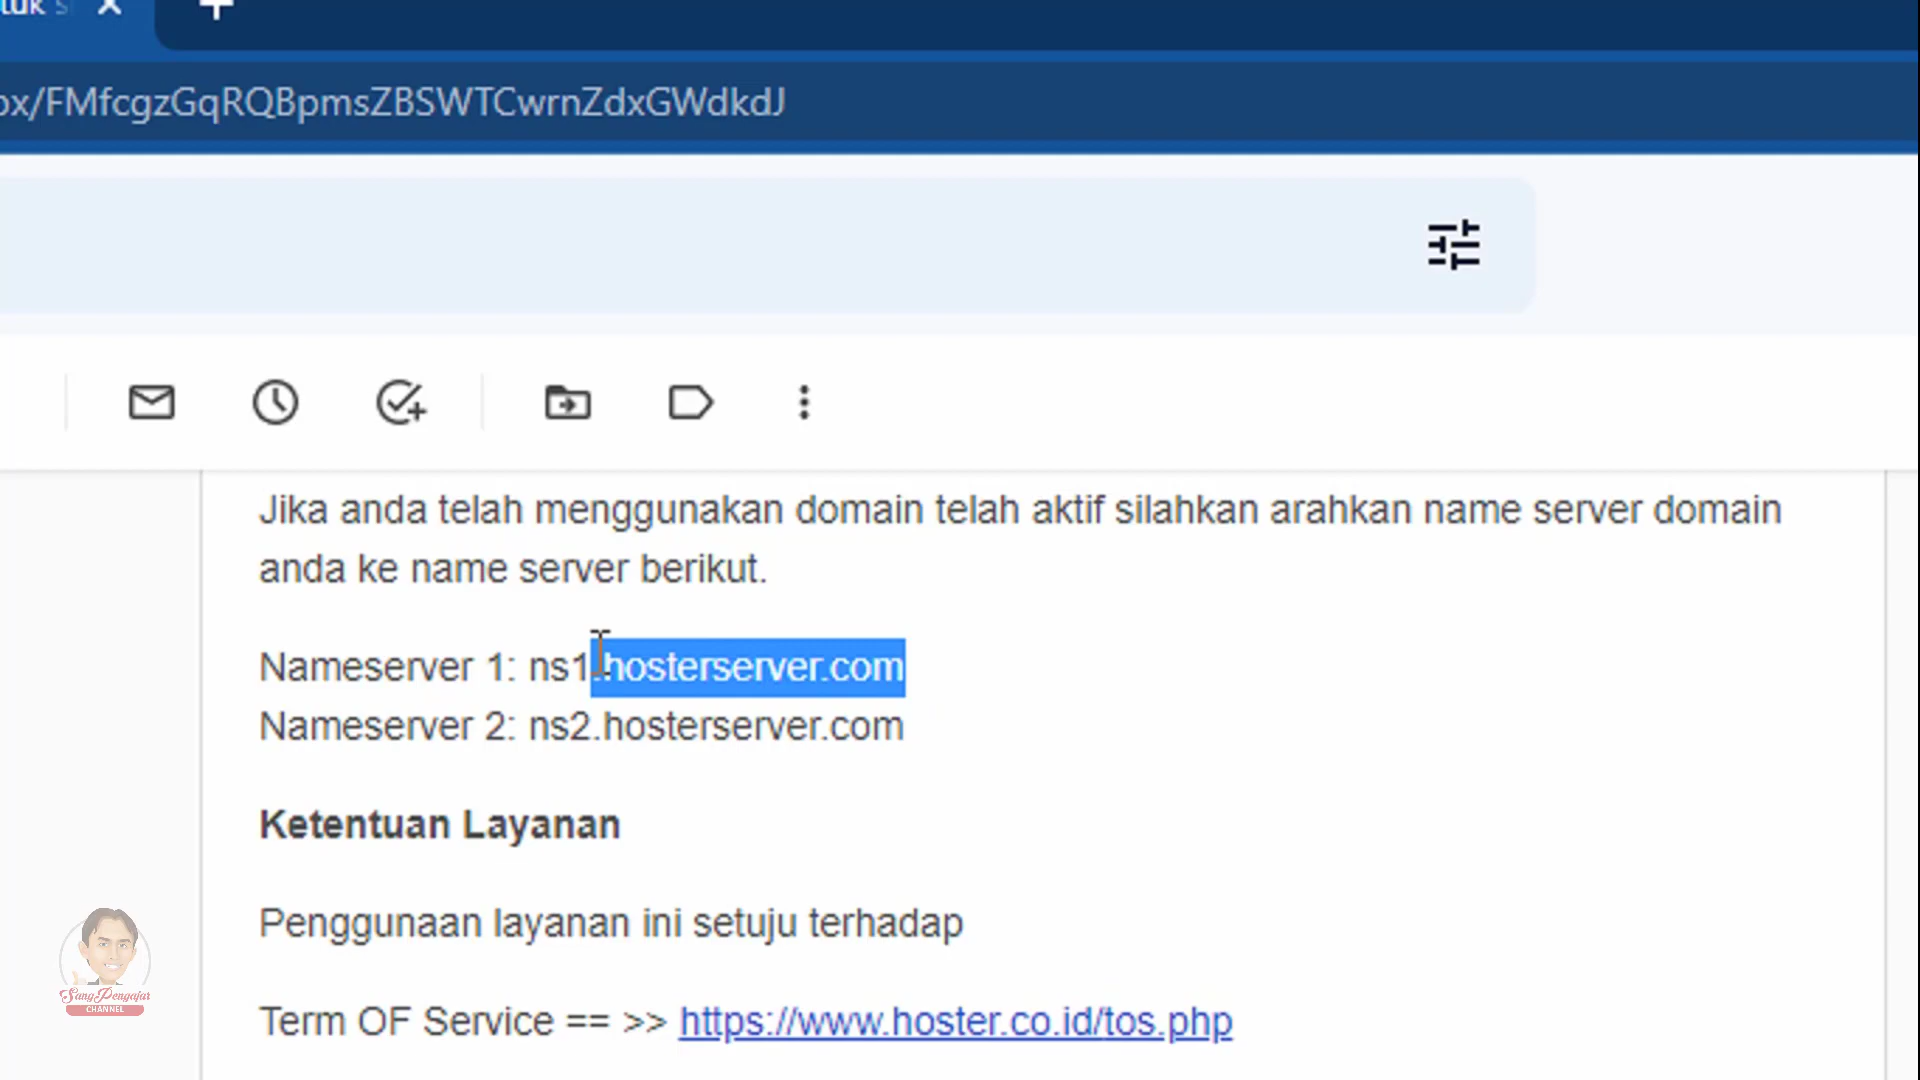 FMfcgzGqRQBpmsZBSWTCwrnZdxGWdkdJ
Jika anda telah menggunakan domain telah aktif silahkan arahkan name server domain
anda ke name server berikut.
Nameserver 1: ns1.hosterserver.com
Nameserver 2: ns2.hosterserver.com
Ketentuan Layanan
Penggunaan layanan ini setuju terhadap
SangPengajar
CHANNEL
Term OF Service == >> https://www.hoster.co.id/tos.php